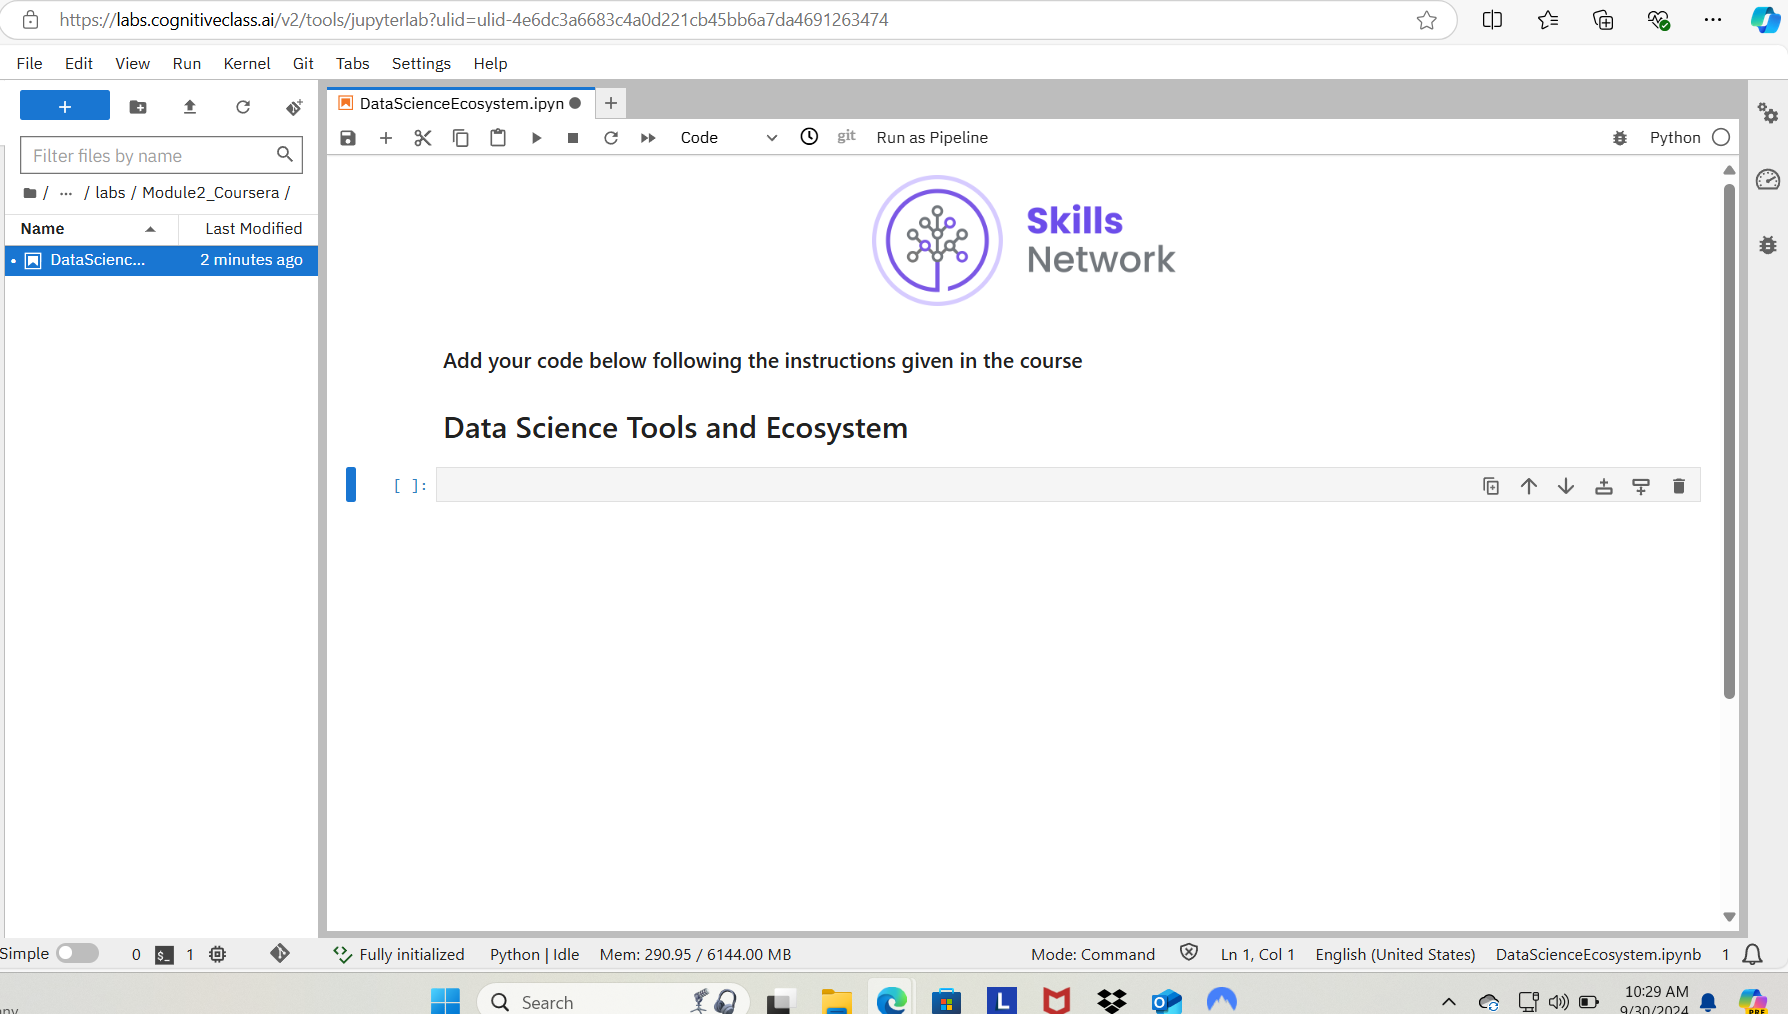 https://labs.cognitiveclass.ai/v2/tools/jupyterlab?ulid=ulid-4e6dc3a6683c4a0d221cb45bb6a7da4691263474
File Edit View Run Kernel Git Tabs Settings Help
+
DataScienceEcosystem.ipyn
Code git Run as Pipeline Python
Filter files by name
/ ... / labs / Module2_Coursera /
Name Last Modified
DataScienc... 2 minutes ago
Skills
Network
Add your code below following the instructions given in the course
Data Science Tools and Ecosystem
[ ]:
Simple 0 $_ 1 Fully initialized Python | Idle Mem: 290.95 / 6144.00 MB Mode: Command Ln 1, Col 1 English (United States) DataScienceEcosystem.ipynb 1
Search L PRE
10:29 AM
9/30/2024